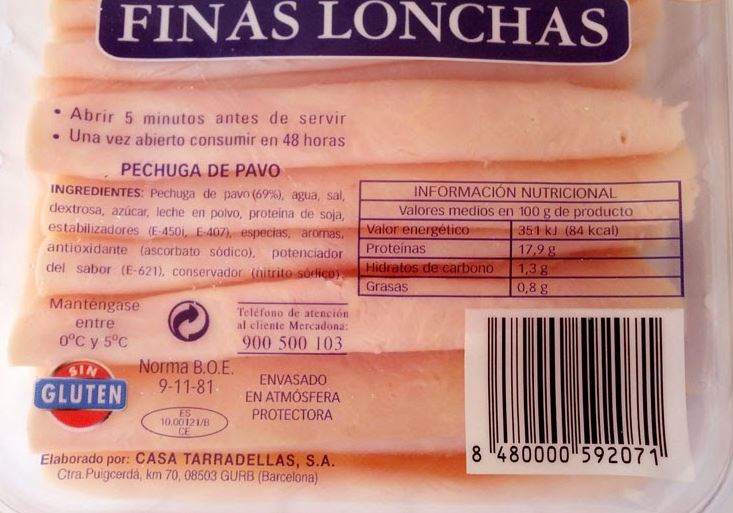 FINAS LONCHAS
• Abrir 5 minutos antes de servir
• Una vez abierto consumir en 48 horas
PECHUGA DE PAVO
INGREDIENTES: Pechuga de pavo (69%), agua, sal,
dextrosa, azúcar, leche en polvo, proteína de soja,
estabilizadores (E-450i, E-407), especias, aromas,
antioxidante (ascorbato sódico), potenciador
del sabor (E-621), conservador (nitrito sódico).
INFORMACIÓN NUTRICIONAL
Valores medios en 100 g de producto
Valor energético 351 kJ (84 kcal)
Proteínas 17,9 g
Hidratos de carbono 1,3 g
Grasas 0,8 g
Manténgase
entre
0ºC y 5ºC
Teléfono de atención
al cliente Mercadona:
900 500 103
SIN
GLUTEN
Norma B.O.E.
9-11-81
ES
10.00121/B
CE
ENVASADO
EN ATMÓSFERA
PROTECTORA
8 480000 592071
Elaborado por: CASA TARRADELLAS, S.A.
Ctra.Puigcerdá, km 70, 08503 GURB (Barcelona)